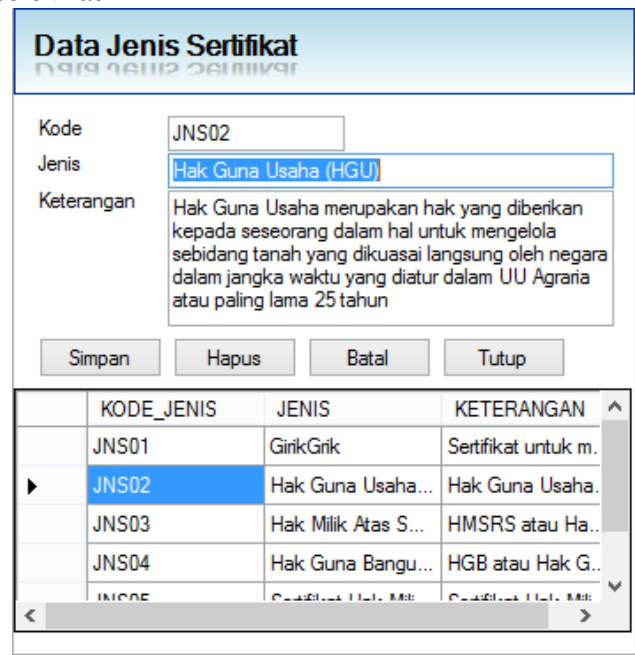 Data Jenis Sertifikat
Kode JNS02
Jenis Hak Guna Usaha (HGU)
Keterangan Hak Guna Usaha merupakan hak yang diberikan
kepada seseorang dalam hal untuk mengelola
sebidang tanah yang dikuasai langsung oleh negara
dalam jangka waktu yang diatur dalam UU Agraria
atau paling lama 25 tahun
Simpan Hapus Batal Tutup
KODE_JENIS JENIS KETERANGAN
JNS01 GirikGrik Sertifikat untuk m.
JNS02 Hak Guna Usaha... Hak Guna Usaha.
JNS03 Hak Milik Atas S... HMSRS atau Ha..
JNS04 Hak Guna Bangu... HGB atau Hak G..